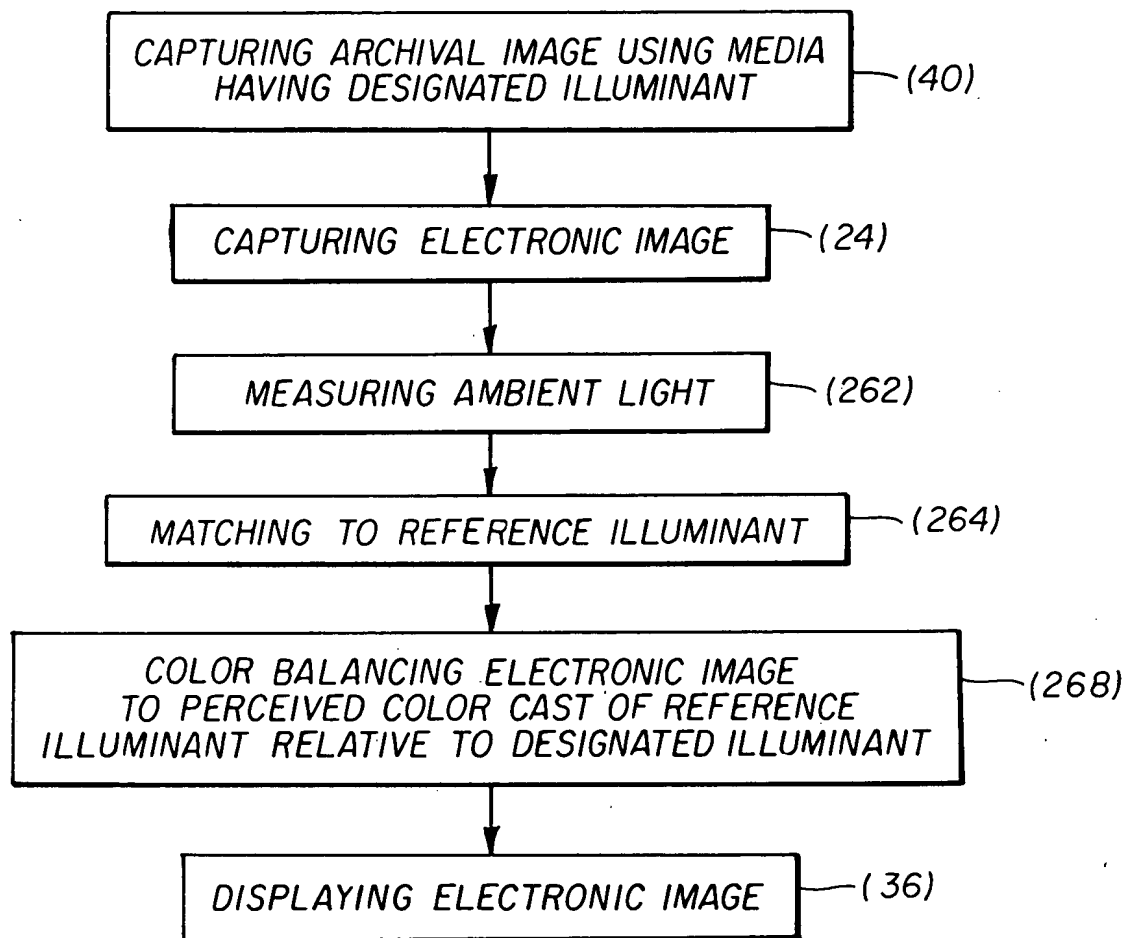 CAPTURING ARCHIVAL IMAGE USING MEDIA
HAVING DESIGNATED ILLUMINANT
(40)
CAPTURING ELECTRONIC IMAGE
(24)
MEASURING AMBIENT LIGHT
(262)
MATCHING TO REFERENCE ILLUMINANT
(264)
COLOR BALANCING ELECTRONIC IMAGE
TO PERCEIVED COLOR CAST OF REFERENCE
ILLUMINANT RELATIVE TO DESIGNATED ILLUMINANT
(268)
DISPLAYING ELECTRONIC IMAGE
(36)